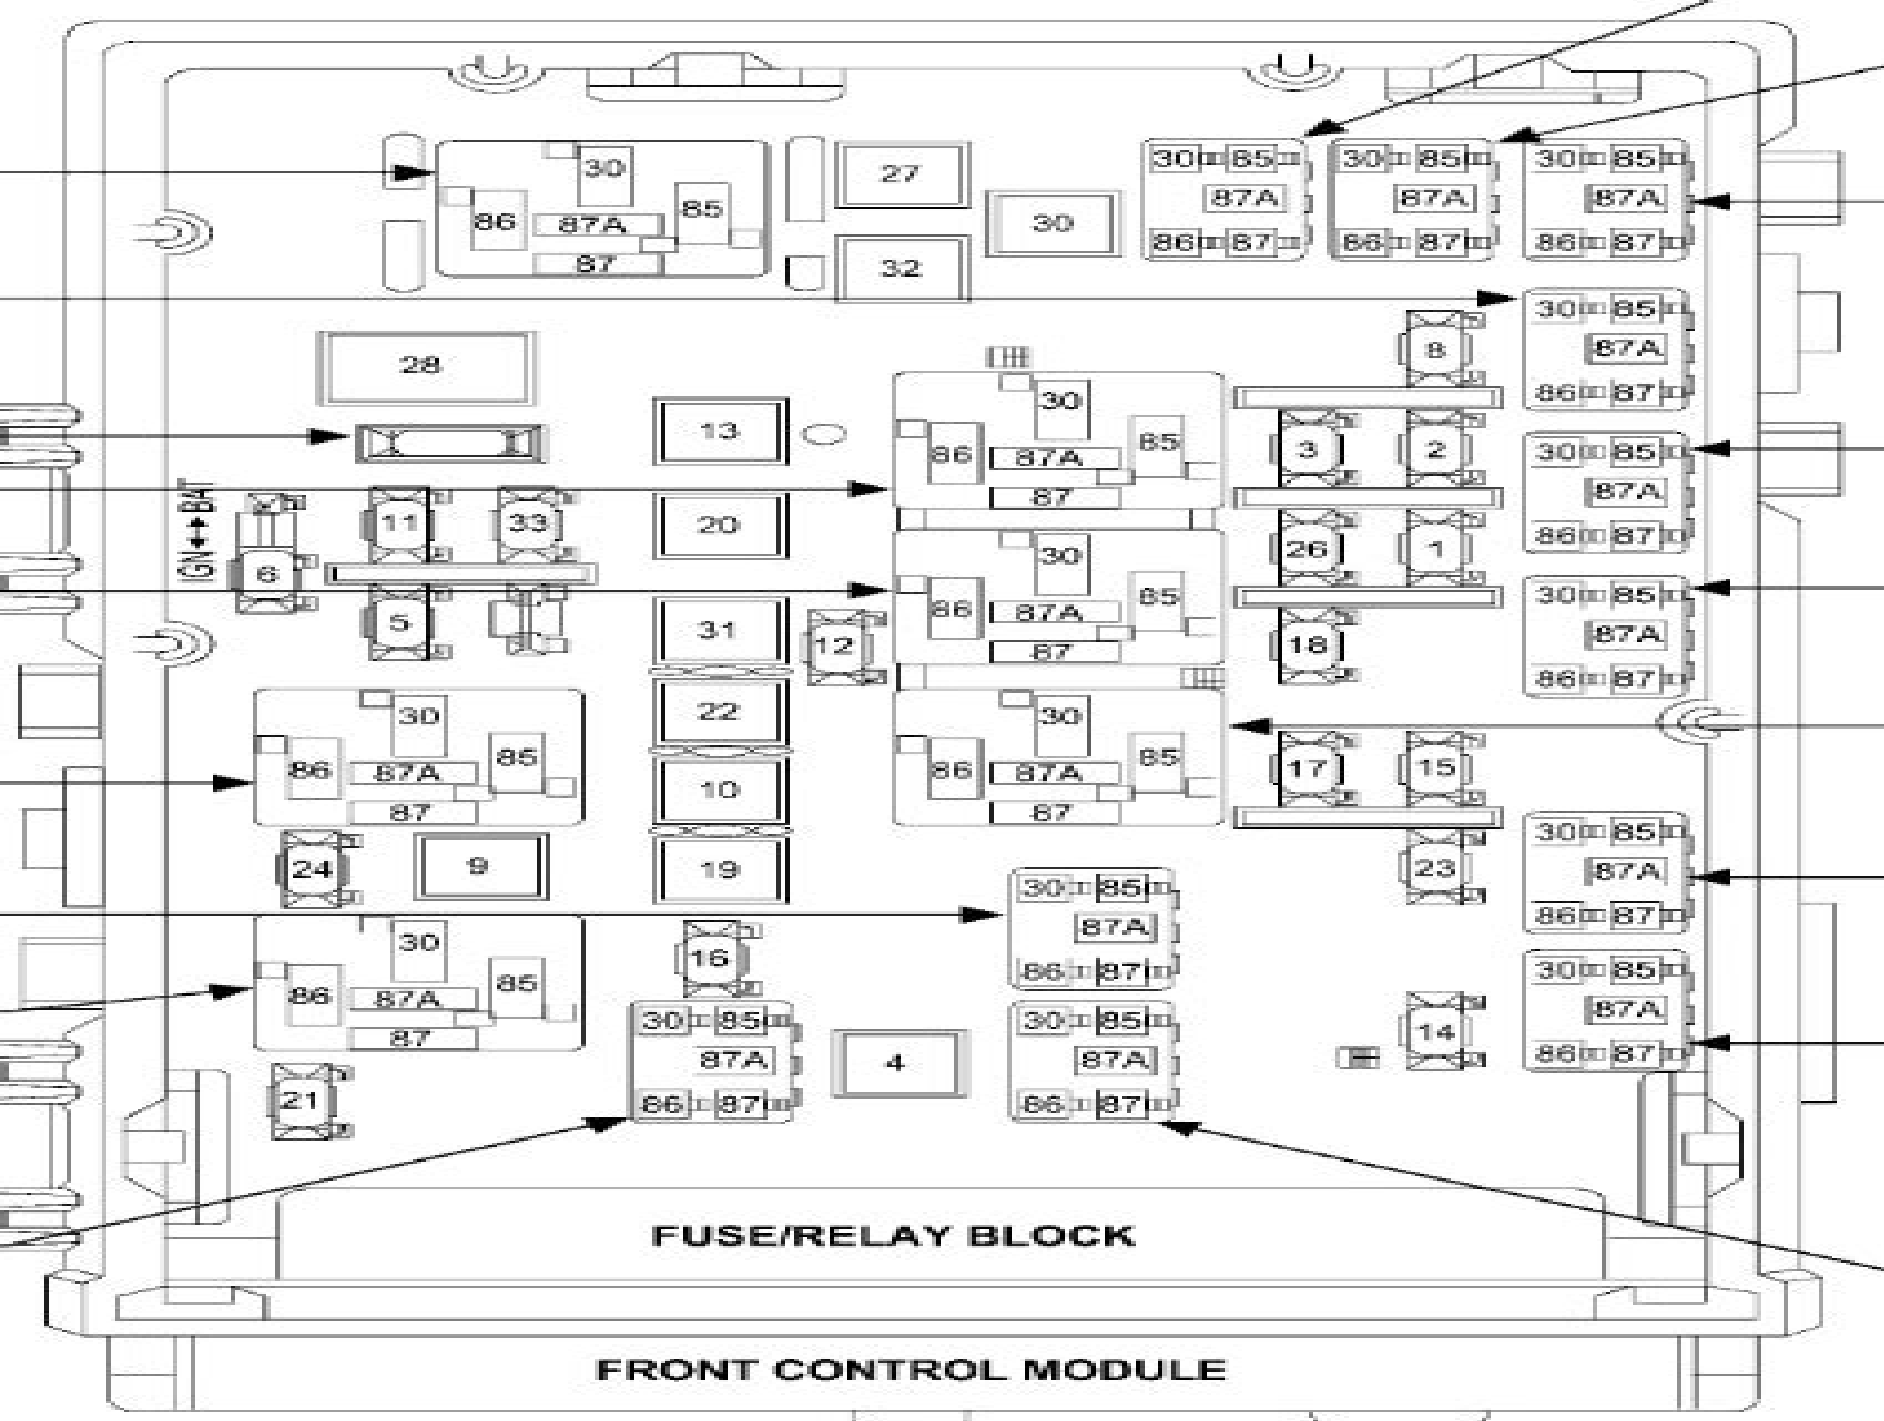 30 27 30 85 30 85 30 85
86 87A 85 30 87A 87A 87A
87 32 86 87 86 87 86 87
30 85
28 8 87A
30 86 87
13 86 87A 85 3 2 30 85
87 87A
IGN BAT 11 33 20 26 1 86 87
6 30
5 31 12 86 87A 85 18 30 85
87 87A
86 87
30 22 30
86 87A 85 10 86 87A 85 17 15
87 87
30 85
24 9 19 23 87A
30 85 86 87
30 16 87A
86 87A 85 86 87 30 85
87 87A
30 85 30 85 14 86 87
87A 4 87A
21 86 87 86 87
FUSE/RELAY BLOCK
FRONT CONTROL MODULE